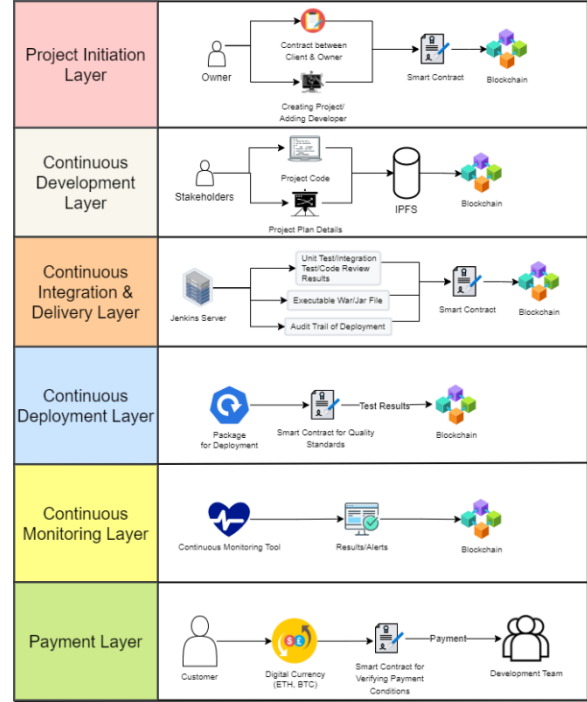 Project Initiation
Layer
Owner
Contract between
Client & Owner
Creating Project/
Adding Developer
Smart Contract
Blockchain
Continuous
Development
Layer
Stakeholders
Project Code
Project Plan Details
IPFS
Blockchain
Continuous
Integration &
Delivery Layer
Jenkins Server
Unit Test/Integration
Test/Code Review
Results
Executable War/Jar File
Audit Trail of Deployment
Smart Contract
Blockchain
Continuous
Deployment Layer
Package
for Deployment
Smart Contract for Quality
Standards
Test Results
Blockchain
Continuous
Monitoring Layer
Continuous Monitoring Tool
Results/Alerts
Blockchain
Payment Layer
Customer
Digital Currency
(ETH, BTC)
Smart Contract for
Verifying Payment
Conditions
Payment
Development Team